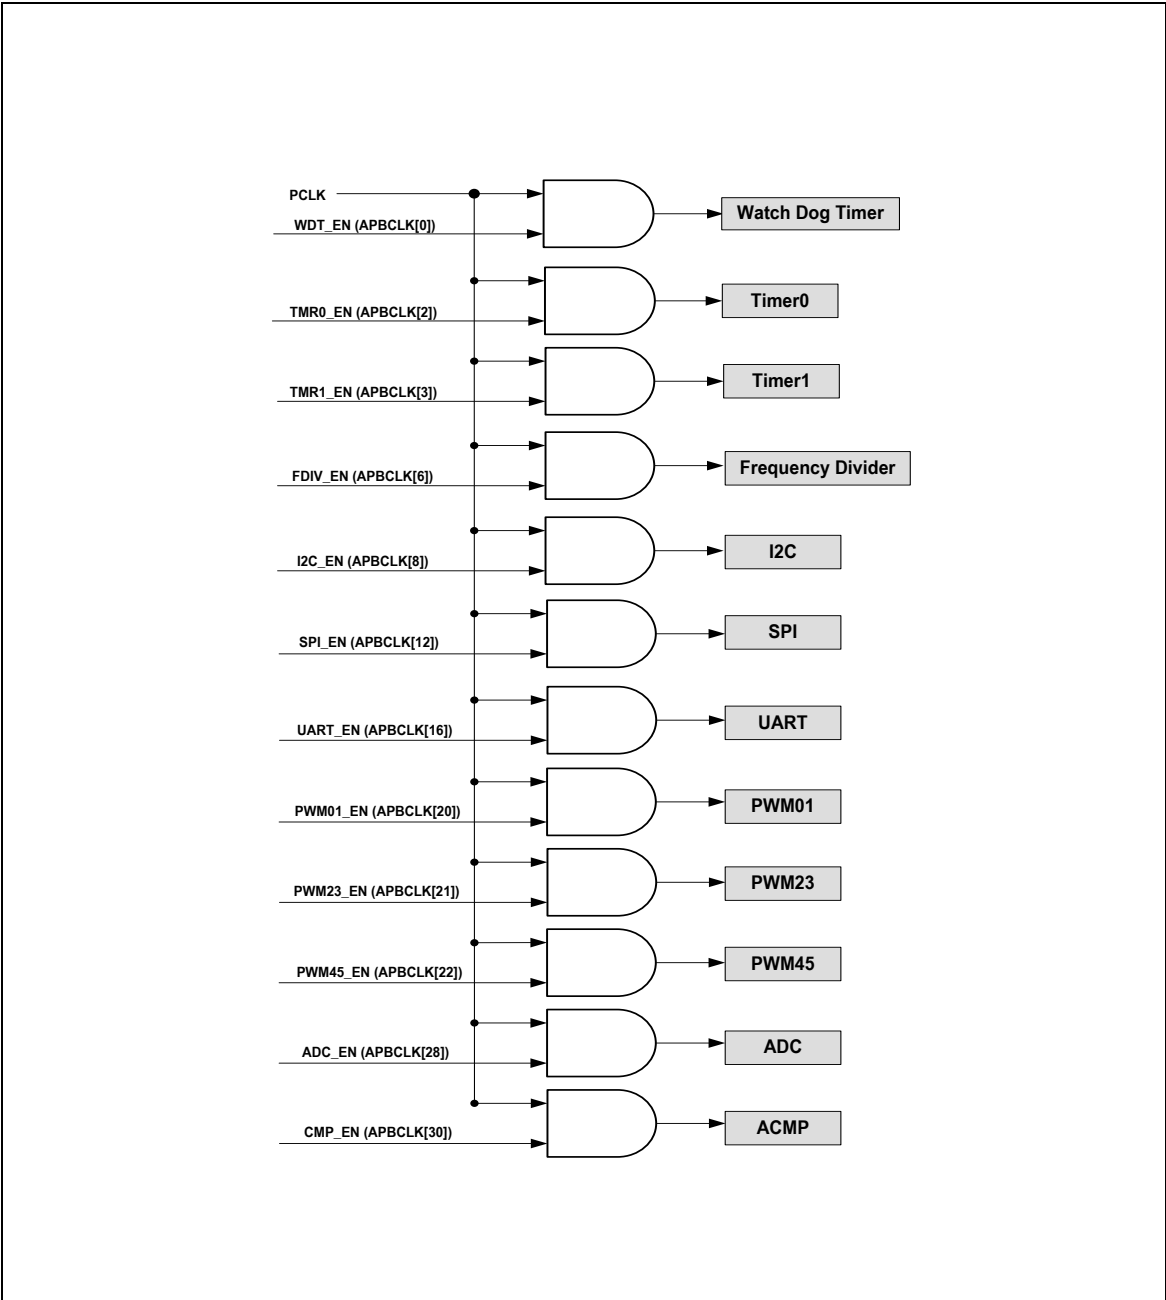 PCLK
WDT_EN (APBCLK[0])
Watch Dog Timer
TMR0_EN (APBCLK[2])
Timer0
TMR1_EN (APBCLK[3])
Timer1
FDIV_EN (APBCLK[6])
Frequency Divider
I2C_EN (APBCLK[8])
I2C
SPI_EN (APBCLK[12])
SPI
UART_EN (APBCLK[16])
UART
PWM01_EN (APBCLK[20])
PWM01
PWM23_EN (APBCLK[21])
PWM23
PWM45_EN (APBCLK[22])
PWM45
ADC_EN (APBCLK[28])
ADC
CMP_EN (APBCLK[30])
ACMP